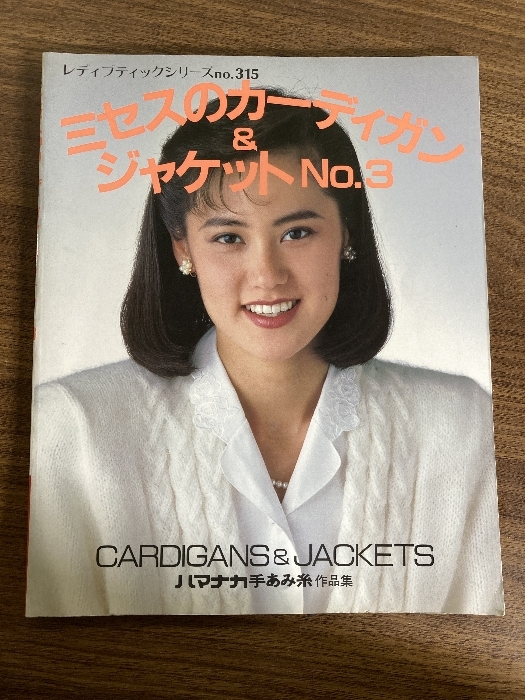 レディブティックシリーズno.315
ミセスのカーディガン
&
ジャケットNo.3
CARDIGANS&JACKETS
ハマナカ手あみ糸作品集